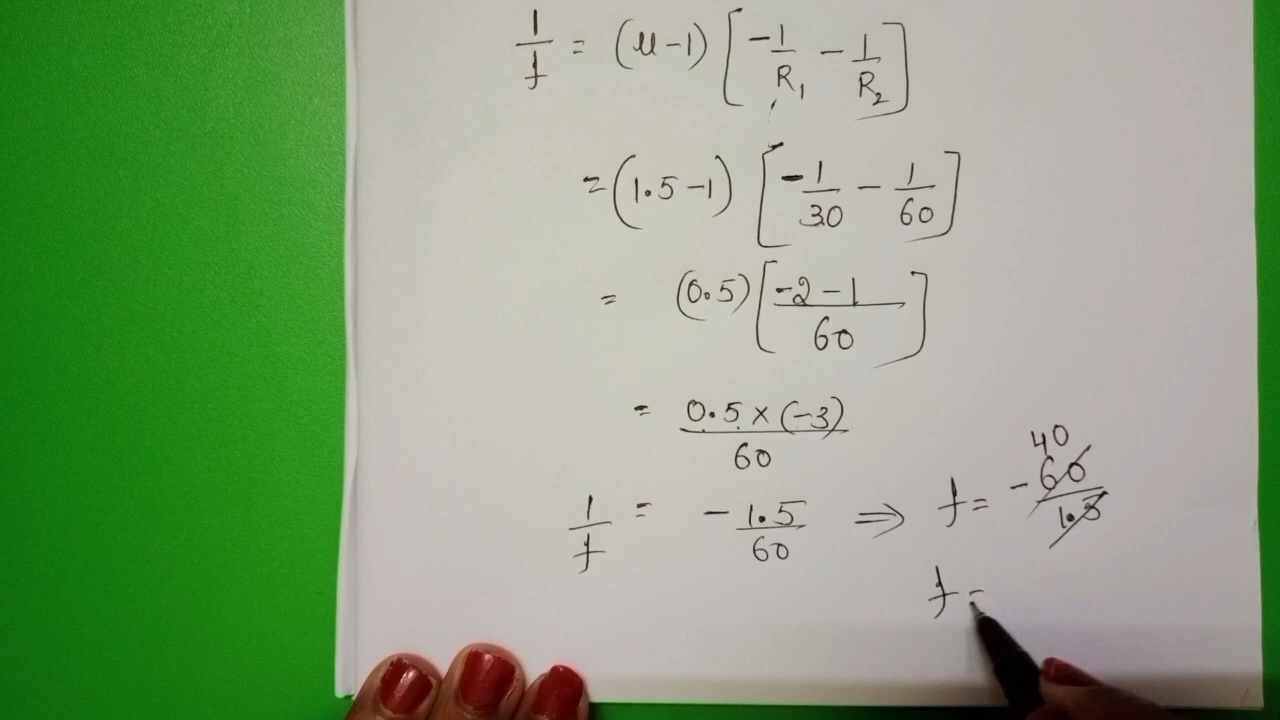 1/f = (μ-1) [-1/R₁ - 1/R₂]
= (1.5-1) [-1/30 - 1/60]
= (0.5) [-2-1/60]
= 0.5×(-3)/60
1/f = -1.5/60 ⇒ f = -60/1.5 40
f =